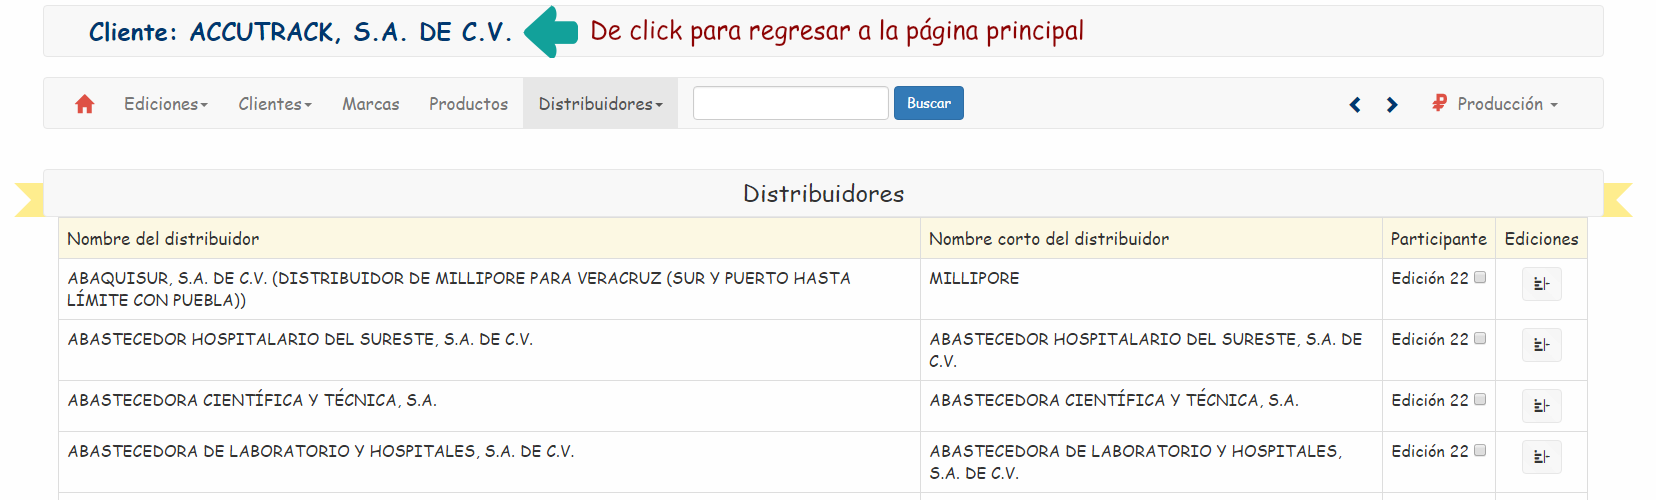 Cliente: ACCUTRACK, S.A. DE C.V. De click para regresar a la página principal
Ediciones Clientes Marcas Productos Distribuidores Buscar Producción
Distribuidores
Nombre del distribuidor Nombre corto del distribuidor Participante Ediciones
ABAQUISUR, S.A. DE C.V. (DISTRIBUIDOR DE MILLIPORE PARA VERACRUZ (SUR Y PUERTO HASTA MILLIPORE Edición 22
LÍMITE CON PUEBLA))
ABASTECEDOR HOSPITALARIO DEL SURESTE, S.A. DE C.V. ABASTECEDOR HOSPITALARIO DEL SURESTE, S.A. DE Edición 22
C.V.
ABASTECEDORA CIENTÍFICA Y TÉCNICA, S.A. ABASTECEDORA CIENTÍFICA Y TÉCNICA, S.A. Edición 22
ABASTECEDORA DE LABORATORIO Y HOSPITALES, S.A. DE C.V. ABASTECEDORA DE LABORATORIO Y HOSPITALES, Edición 22
S.A. DE C.V.